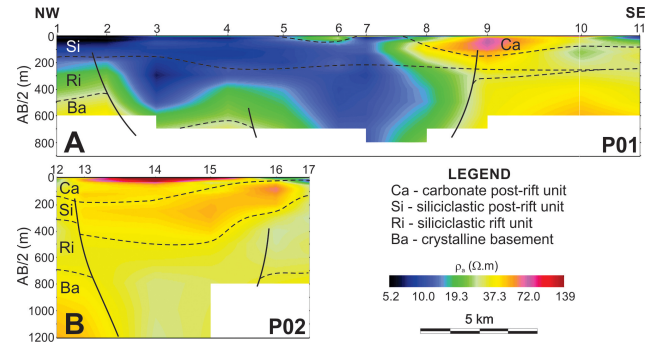 NW SE
1 2 3 4 5 6 7 8 9 10 11
0
200
400
600
800
AB/2 (m)
Si
Ri
Ba
Ca
A
P01
12 13 14 15 16 17
0
200
400
600
800
1000
1200
AB/2 (m)
Ca
Si
Ri
Ba
B
P02
LEGEND
Ca - carbonate post-rift unit
Si - siliciclastic post-rift unit
Ri - siliciclastic rift unit
Ba - crystalline basement
ρa (Ω.m)
5.2 10.0 19.3 37.3 72.0 139
5 km